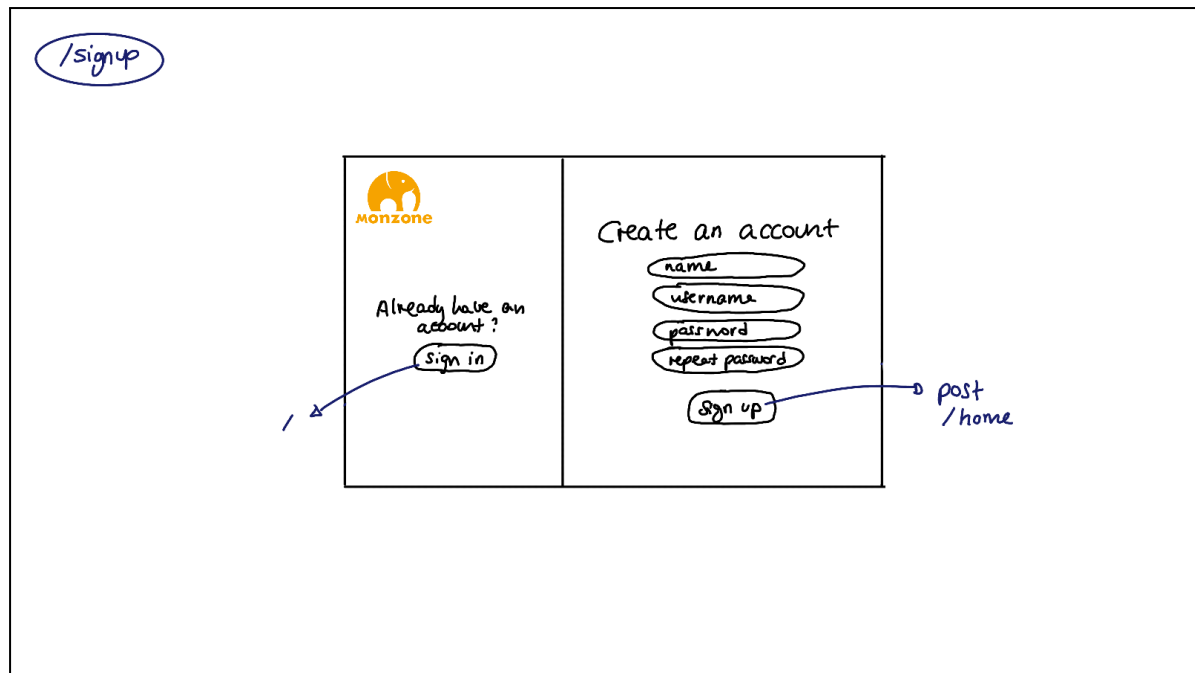 /signup
MONZONE
Already have an
account?
sign in
/
Create an account
name
username
password
repeat password
sign up
post
/home